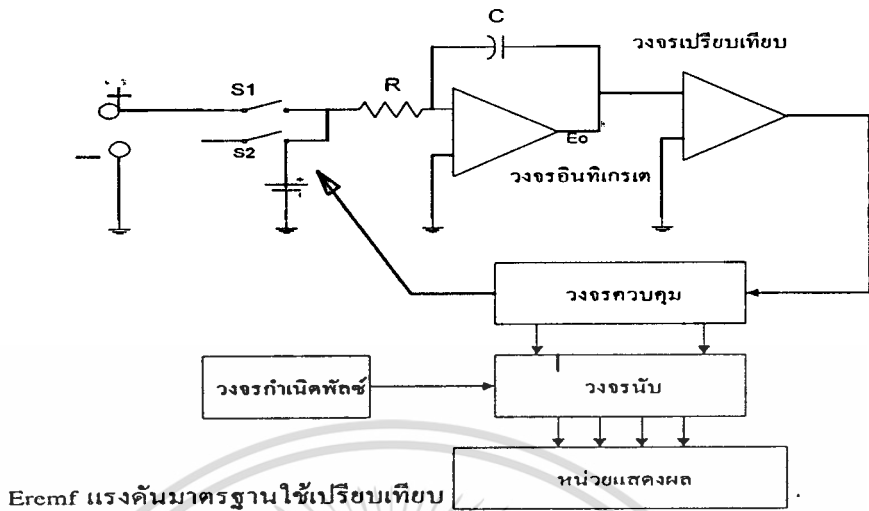 C
วงจรเปรียบเทียบ
S1
R
S2
Eo
วงจรอินทิเกรเต
วงจรควบคุม
วงจรกำเนิดพัลซ์
วงจรนับ
หน่วยแสดงผล
Eremf แรงดันมาตรฐานใช้เปรียบเทียบ